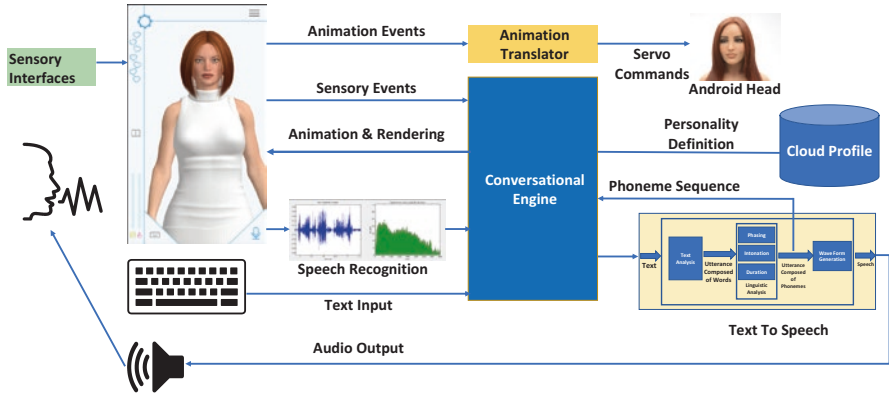 Animation Events
Animation
Translator
Servo
Commands
Android Head
Sensory
Interfaces
Sensory Events
Animation & Rendering
Conversational
Engine
Personality
Definition
Cloud Profile
Phoneme Sequence
Speech Recognition
Text Input
Text
Text
Analysis
Utterance
Composed
of Words
Phasing
Intonation
Duration
Linguistic
Analysis
Utterance
Composed
of
Phonemes
Wave Form
Generation
Speech
Text To Speech
Audio Output